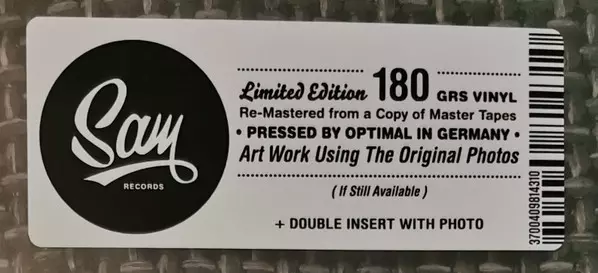 Sam
RECORDS
Limited Edition 180 GRS VINYL
Re-Mastered from a Copy of Master Tapes
• PRESSED BY OPTIMAL IN GERMANY •
Art Work Using The Original Photos
( If Still Available )
+ DOUBLE INSERT WITH PHOTO
3700409814310